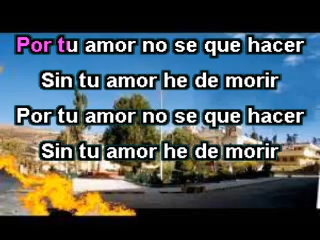 Por tu amor no se que hacer
Sin tu amor he de morir
Por tu amor no se que hacer
Sin tu amor he de morir